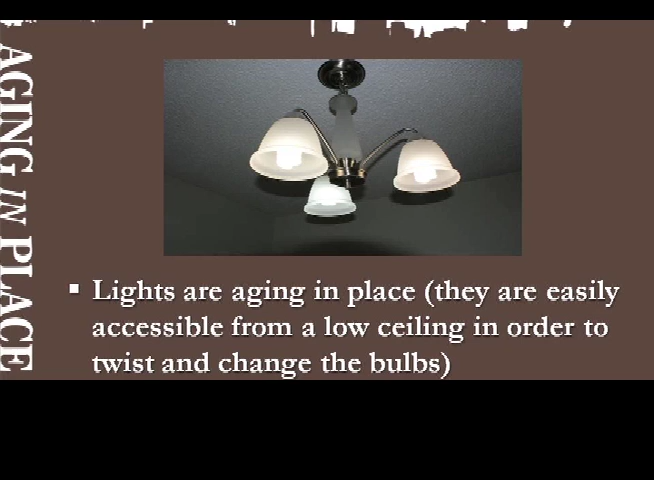 AGING IN PLACE
Lights are aging in place (they are easily
accessible from a low ceiling in order to
twist and change the bulbs)